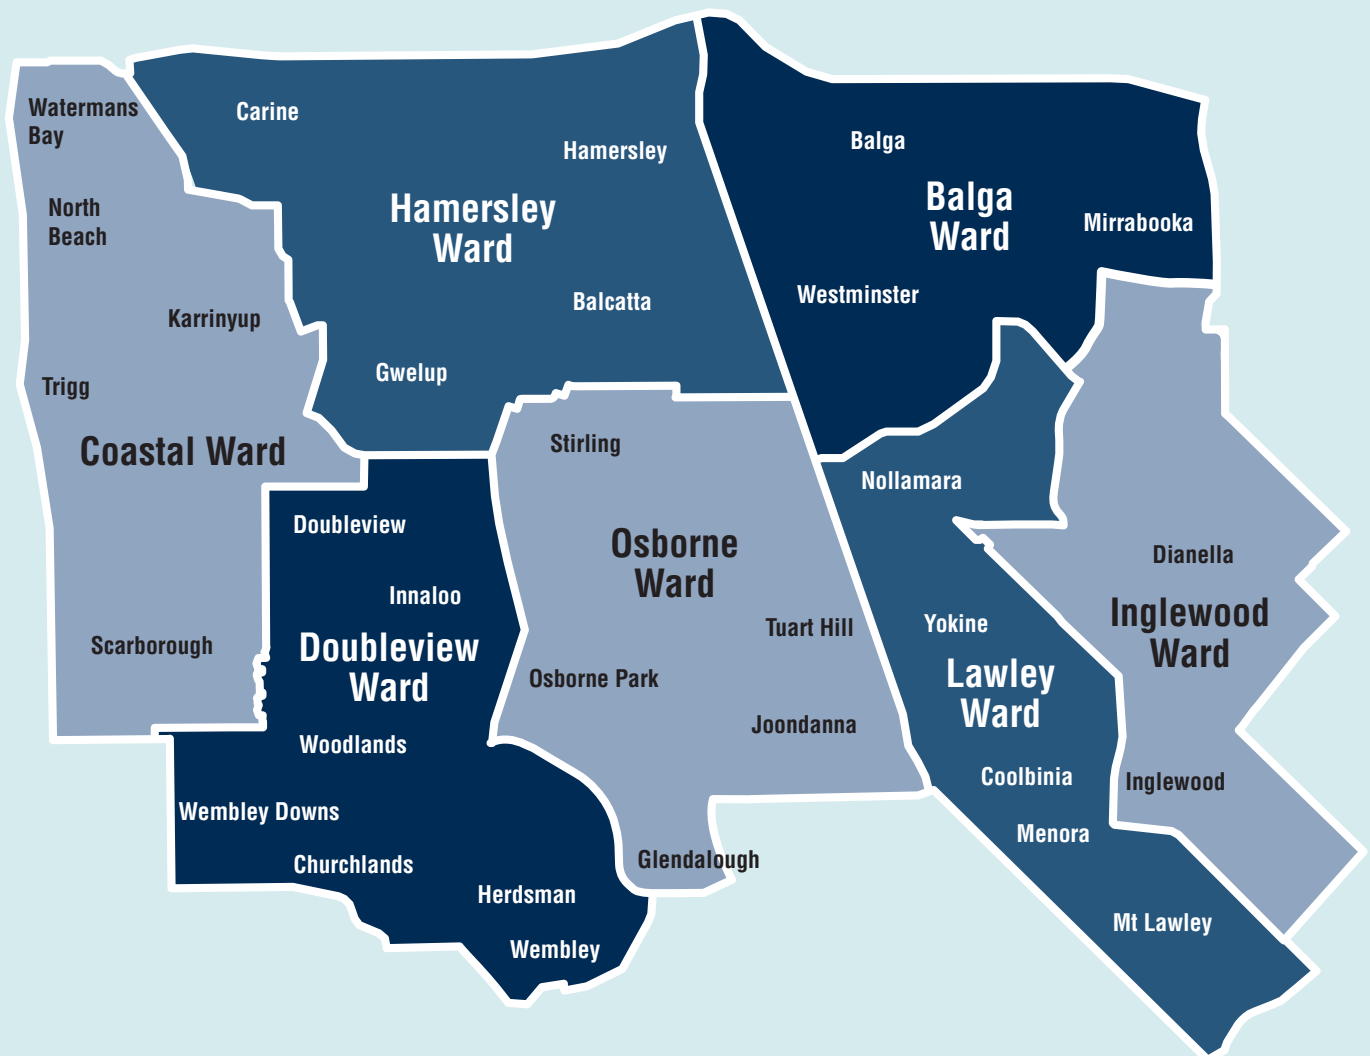 Watermans
Bay
North
Beach
Karrinyup
Trigg
Coastal Ward
Scarborough
Carine
Hamersley
Hamersley
Ward
Balcatta
Gwelup
Balga
Balga
Ward
Mirrabooka
Westminster
Doubleview
Innaloo
Doubleview
Ward
Woodlands
Wembley Downs
Churchlands
Herdsman
Wembley
Stirling
Osborne
Ward
Tuart Hill
Osborne Park
Joondanna
Glendalough
Nollamara
Yokine
Lawley
Ward
Coolbinia
Menora
Mt Lawley
Dianella
Inglewood
Ward
Inglewood